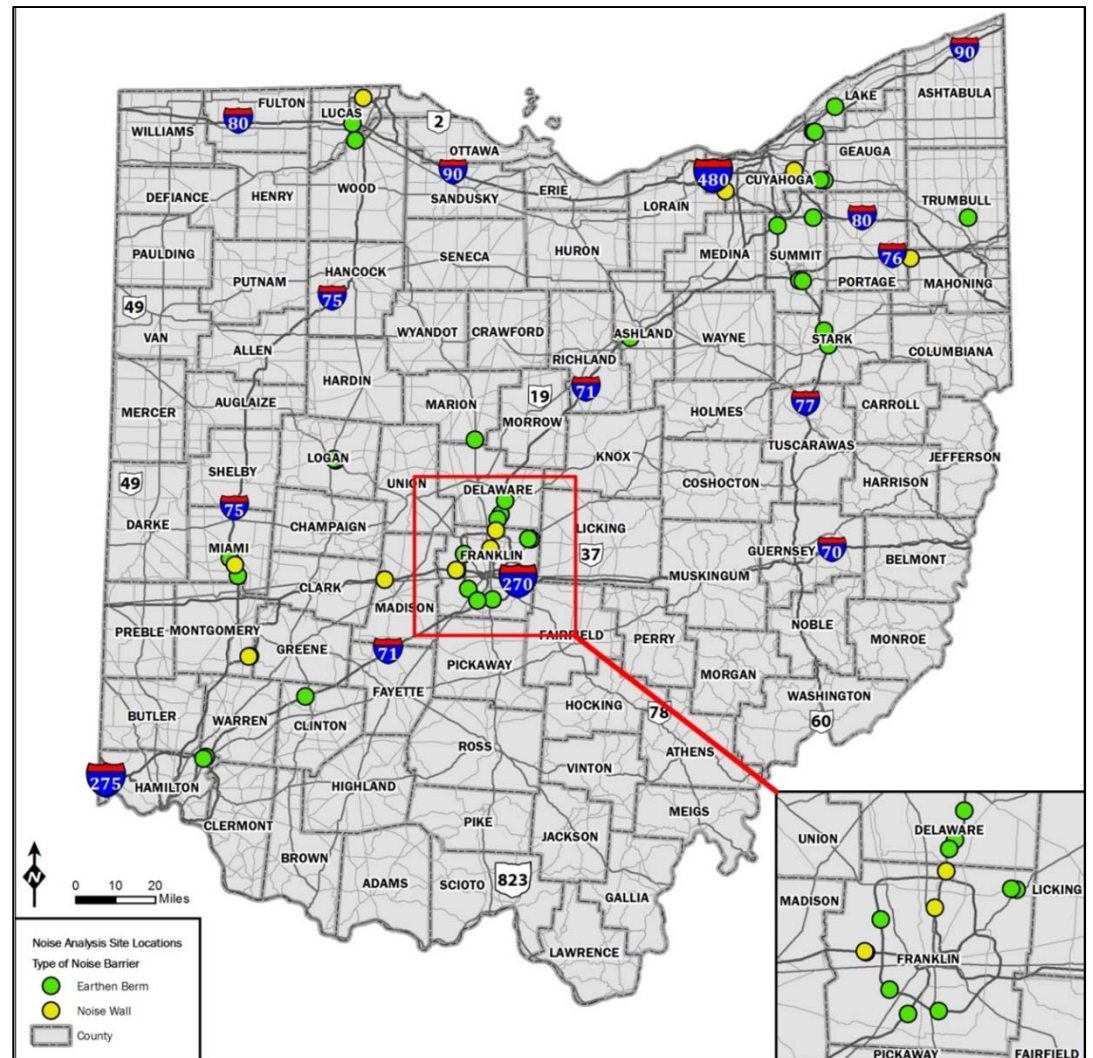 90
LAKE
ASHTABULA
FULTON
LUCAS
80
WILLIAMS
2
OTTAWA
GEAUGA
90
480
CUYAHOGA
HENRY
WOOD
SANDUSKY
ERIE
LORAIN
TRUMBULL
DEFIANCE
80
PAULDING
SENECA
HURON
MEDINA
SUMMIT
76
PUTNAM
HANCOCK
PORTAGE
MAHONING
49
75
VAN
WYANDOT
CRAWFORD
ASHLAND
WAYNE
STARK
COLUMBIANA
ALLEN
RICHLAND
HARDIN
71
MERCER
AUGLAIZE
MARION
19
MORROW
HOLMES
77
CARROLL
TUSCARAWAS
LOGAN
KNOX
JEFFERSON
SHELBY
49
UNION
DELAWARE
COSHOCTON
HARRISON
75
DARKE
CHAMPAIGN
LICKING
MIAMI
FRANKLIN
37
GUERNSEY
70
BELMONT
CLARK
270
MUSKINGUM
MADISON
NOBLE
PREBLE
MONTGOMERY
GREENE
71
FAIRFIELD
PERRY
MONROE
PICKAWAY
MORGAN
FAYETTE
WASHINGTON
BUTLER
WARREN
CLINTON
HOCKING
78
60
ROSS
ATHENS
275
HAMILTON
HIGHLAND
VINTON
CLERMONT
PIKE
JACKSON
MEIGS
BROWN
ADAMS
SCIOTO
823
GALLIA
LAWRENCE
N
0 10 20
Miles
Noise Analysis Site Locations
Type of Noise Barrier
Earthen Berm
Noise Wall
County
UNION
DELAWARE
MADISON
LICKING
FRANKLIN
PICKAWAY
FAIRFIELD